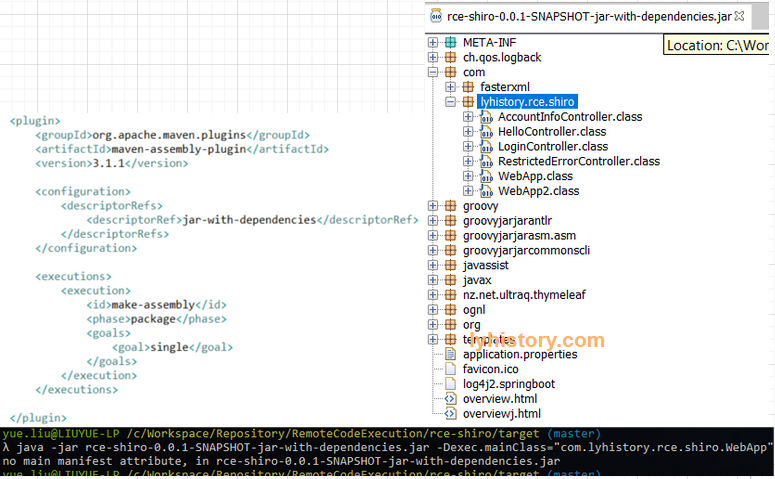 <plugin>
<groupId>org.apache.maven.plugins</groupId>
<artifactId>maven-assembly-plugin</artifactId>
<version>3.1.1</version>
<configuration>
<descriptorRefs>
<descriptorRef>jar-with-dependencies</descriptorRef>
</descriptorRefs>
</configuration>
<executions>
<execution>
<id>make-assembly</id>
<phase>package</phase>
<goals>
<goal>single</goal>
</goals>
</execution>
</executions>
</plugin>
rce-shiro-0.0.1-SNAPSHOT-jar-with-dependencies.jar
Location: C:\Wor
META-INF
ch.qos.logback
com
fasterxml
lyhistory.rce.shiro
AccountInfoController.class
HelloController.class
LoginController.class
RestrictedErrorController.class
WebApp.class
WebApp2.class
groovy
groovyjarjarantlr
groovyjarjarasm.asm
groovyjarjarcommonscli
javassist
javax
nz.net.ultraq.thymeleaf
ognl
org
templates
lyhistory.com
application.properties
favicon.ico
log4j2.springboot
overview.html
overviewj.html
yue.liu@LIUYUE-LP /c/Workspace/Repository/RemoteCodeExecution/rce-shiro/target (master)
λ java -jar rce-shiro-0.0.1-SNAPSHOT-jar-with-dependencies.jar -Dexec.mainClass="com.lyhistory.rce.shiro.WebApp"
no main manifest attribute, in rce-shiro-0.0.1-SNAPSHOT-jar-with-dependencies.jar
yue.liu@LIUYUE-LP /c/Workspace/Repository/RemoteCodeExecution/rce-shiro/target (master)